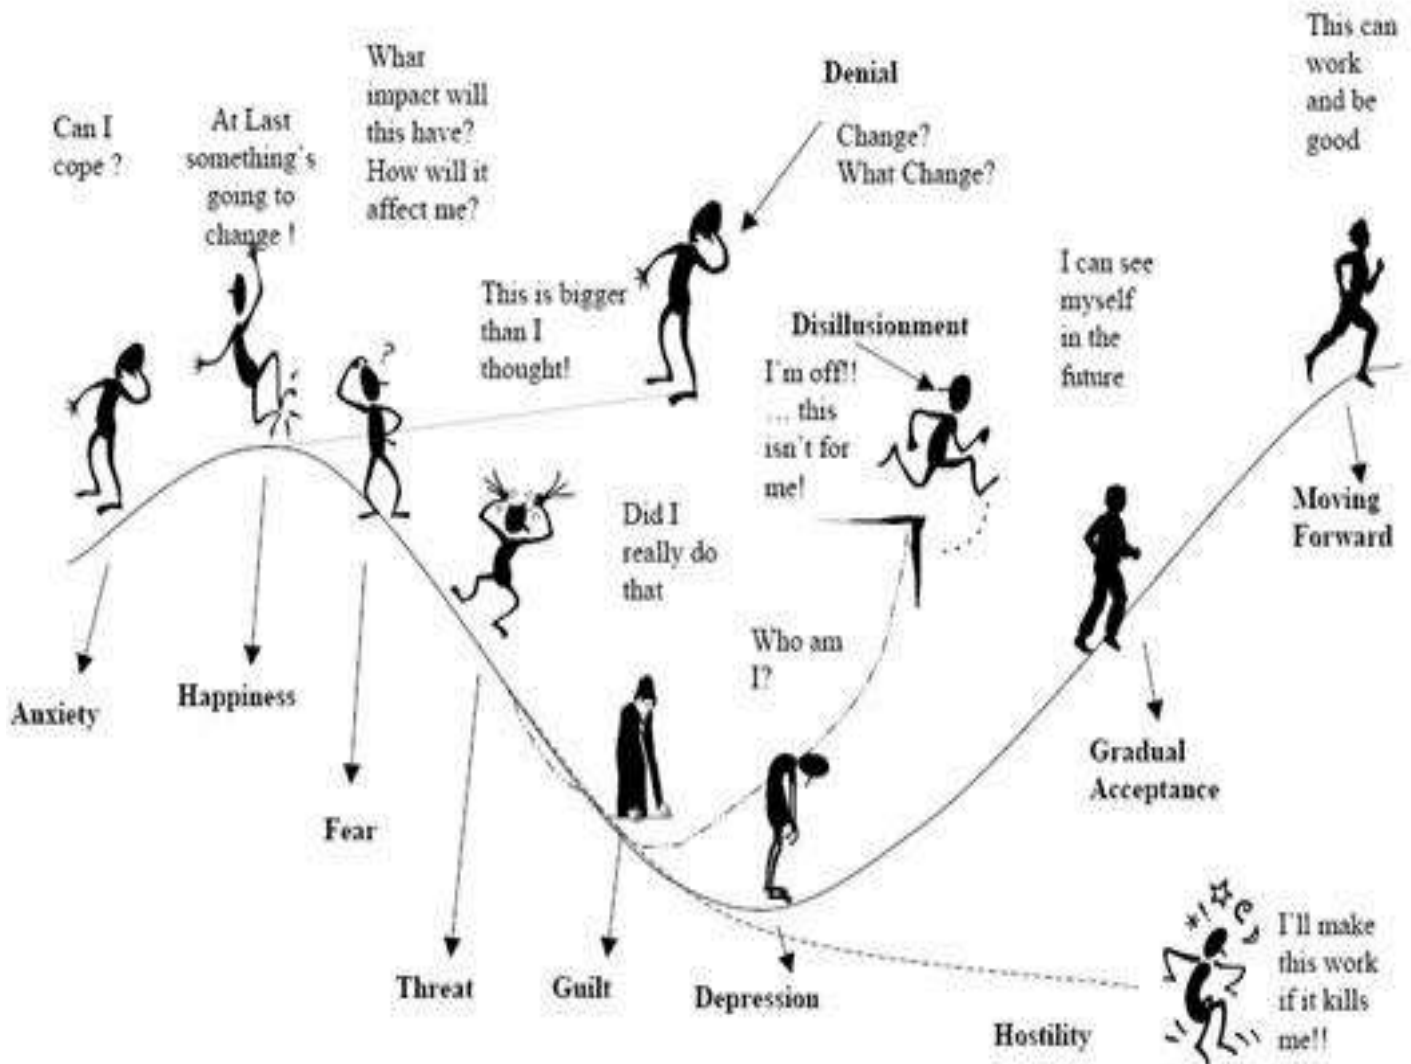 Can I
cope ?
At Last
something`s
going to
change !
What
impact will
this have?
How will it
affect me?
This is bigger
than I
thought!
Denial
Change?
What Change?
Disillusionment
I`m off!!
... this
isn`t for
me!
I can see
myself
in the
future
This can
work
and be
good
?
Did I
really do
that
Who am
I?
Moving
Forward
Gradual
Acceptance
Anxiety
Happiness
Fear
Threat
Guilt
Depression
Hostility
I`ll make
this work
if it kills
me!!